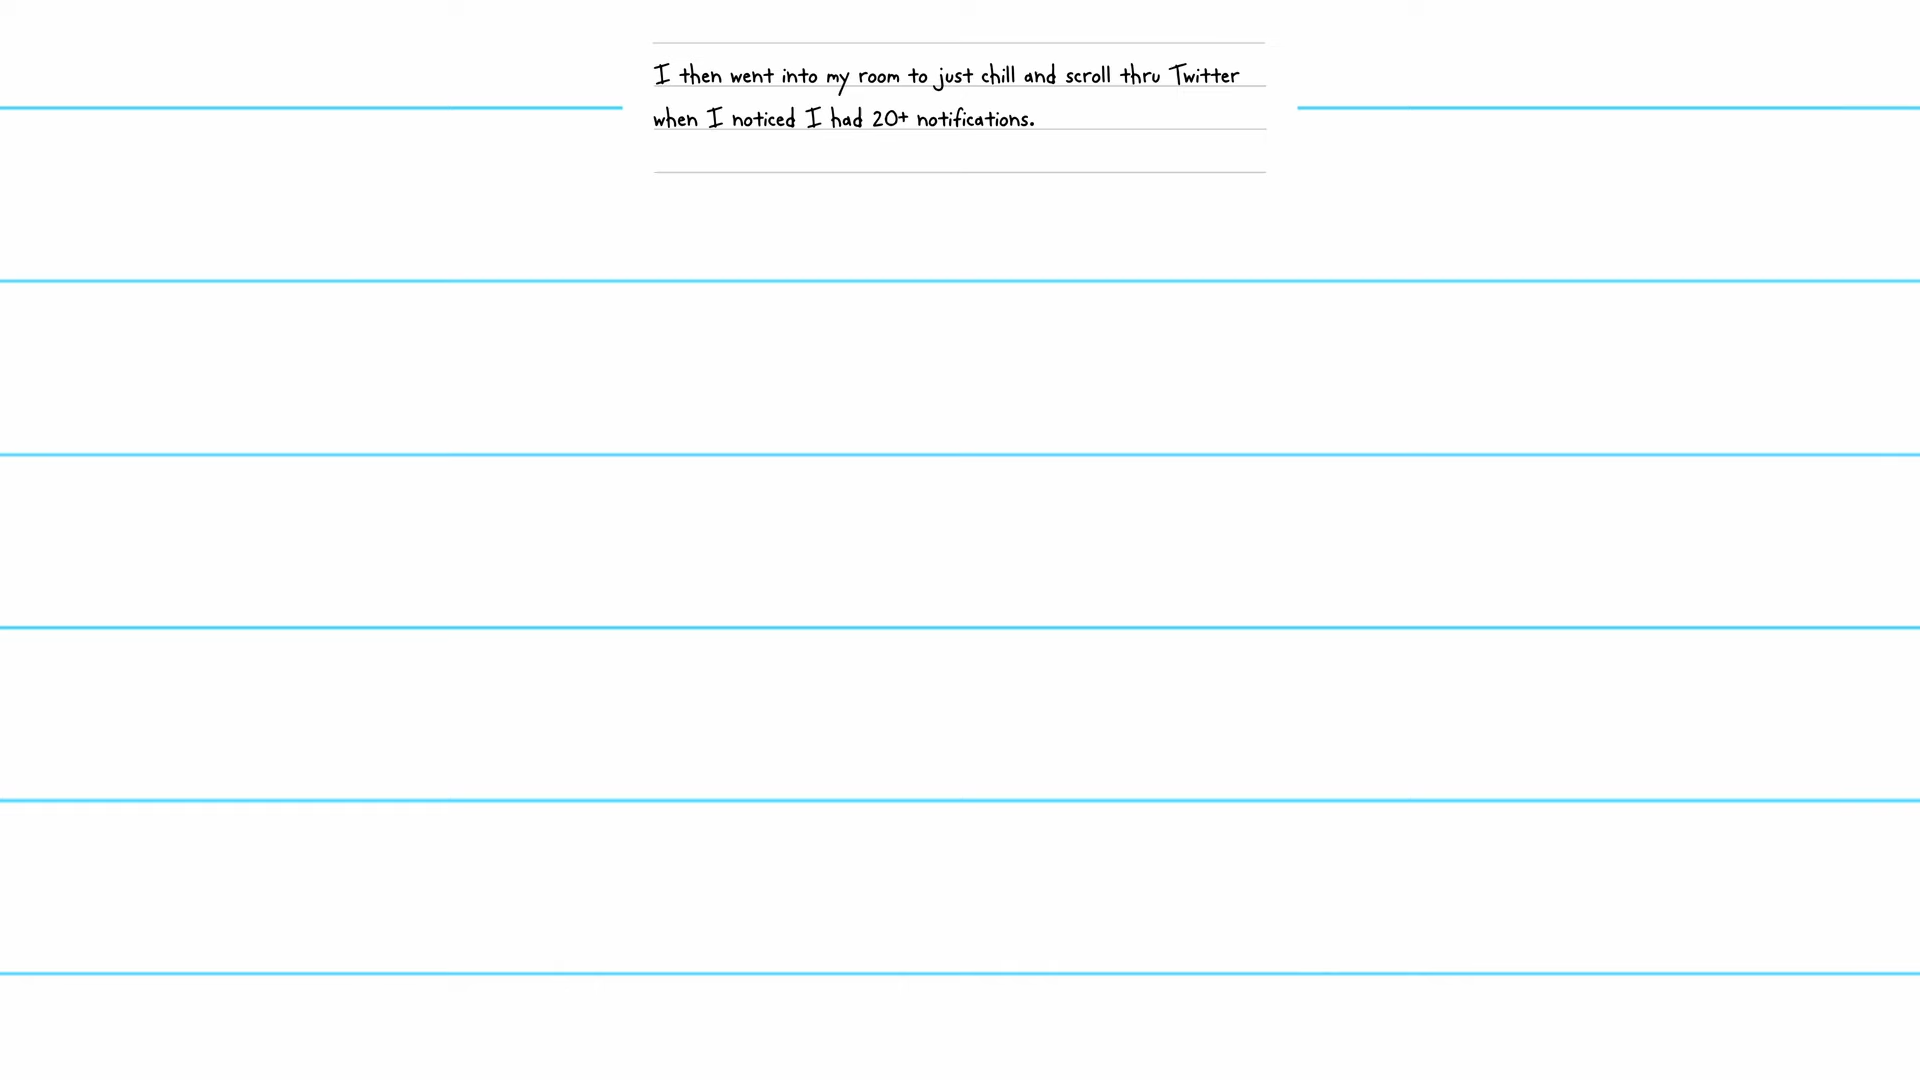 I then went into my room to just chill and scroll thru Twitter
when I noticed I had 20+ notifications.